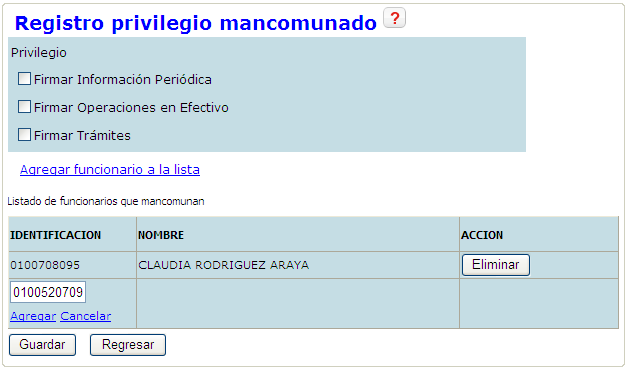 Registro privilegio mancomunado ?
Privilegio
Firmar Información Periódica
Firmar Operaciones en Efectivo
Firmar Trámites
Agregar funcionario a la lista
Listado de funcionarios que mancomunan
IDENTIFICACION NOMBRE ACCION
0100708095 CLAUDIA RODRIGUEZ ARAYA Eliminar
0100520709
Agregar Cancelar
Guardar Regresar